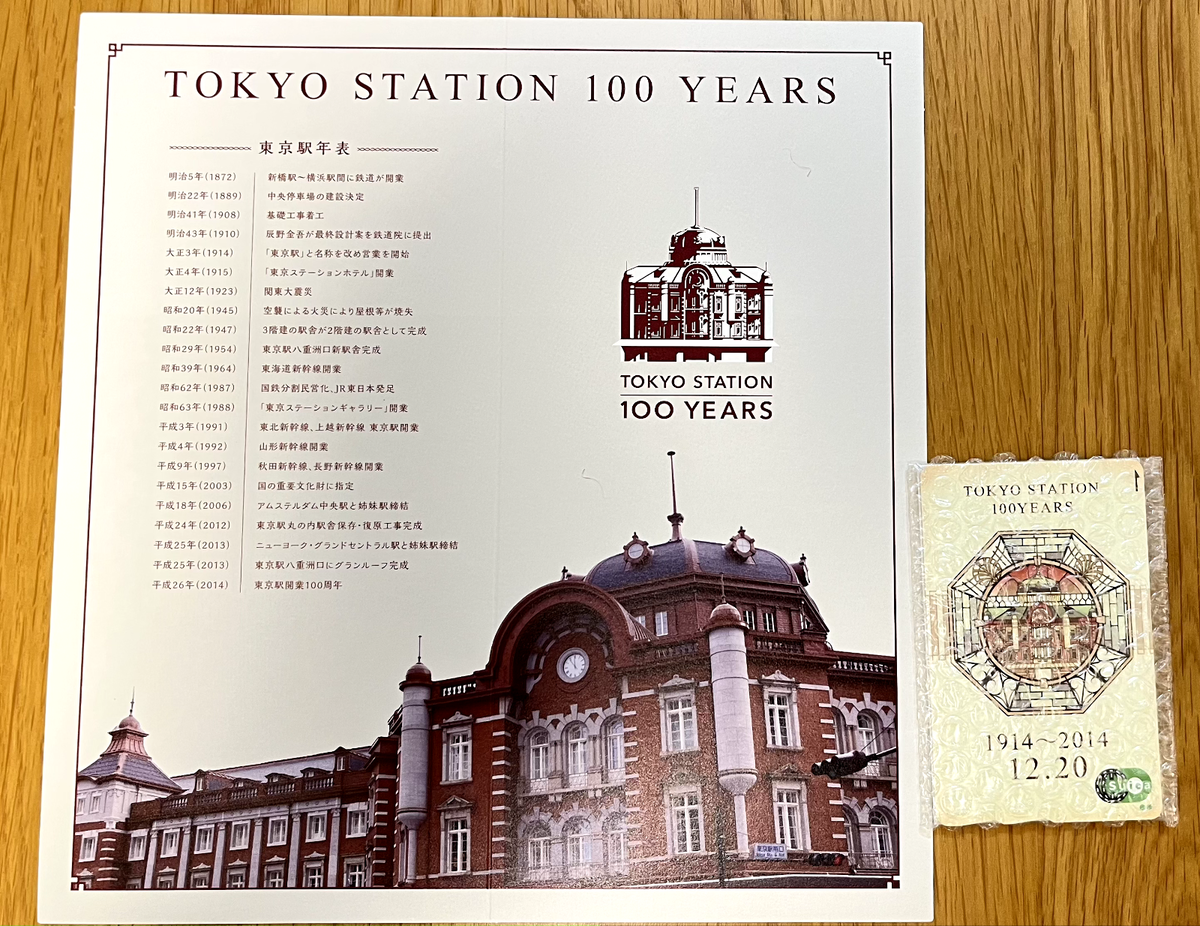 TOKYO STATION 100 YEARS
東京駅年表
明治5年(1872) 新橋駅～横浜駅間に鉄道が開業
明治22年(1889) 中央停車場の建設決定
明治41年(1908) 基礎工事着工
明治43年(1910) 辰野金吾が最終設計案を鉄道院に提出
大正3年(1914) 「東京駅」と名称を改め営業を開始
大正4年(1915) 「東京ステーションホテル」開業
大正12年(1923) 関東大震災
昭和20年(1945) 空襲による火災により屋根等が焼失
昭和22年(1947) 3階建の駅舎が2階建の駅舎として完成
昭和29年(1954) 東京駅八重洲口新駅舎完成
昭和39年(1964) 東海道新幹線開業
昭和62年(1987) 国鉄分割民営化、JR東日本発足
昭和63年(1988) 「東京ステーションギャラリー」開業
平成3年(1991) 東北新幹線、上越新幹線 東京駅開業
平成4年(1992) 山形新幹線開業
平成9年(1997) 秋田新幹線、長野新幹線開業
平成15年(2003) 国の重要文化財に指定
平成18年(2006) アムステルダム中央駅と姉妹駅締結
平成24年(2012) 東京駅丸の内駅舎保存・復原工事完成
平成25年(2013) ニューヨーク・グランドセントラル駅と姉妹駅締結
平成25年(2013) 東京駅八重洲口にグランルーフ完成
平成26年(2014) 東京駅開業100周年
TOKYO STATION
100 YEARS
TOKYO STATION
100YEARS
1914～2014
12.20
Suica